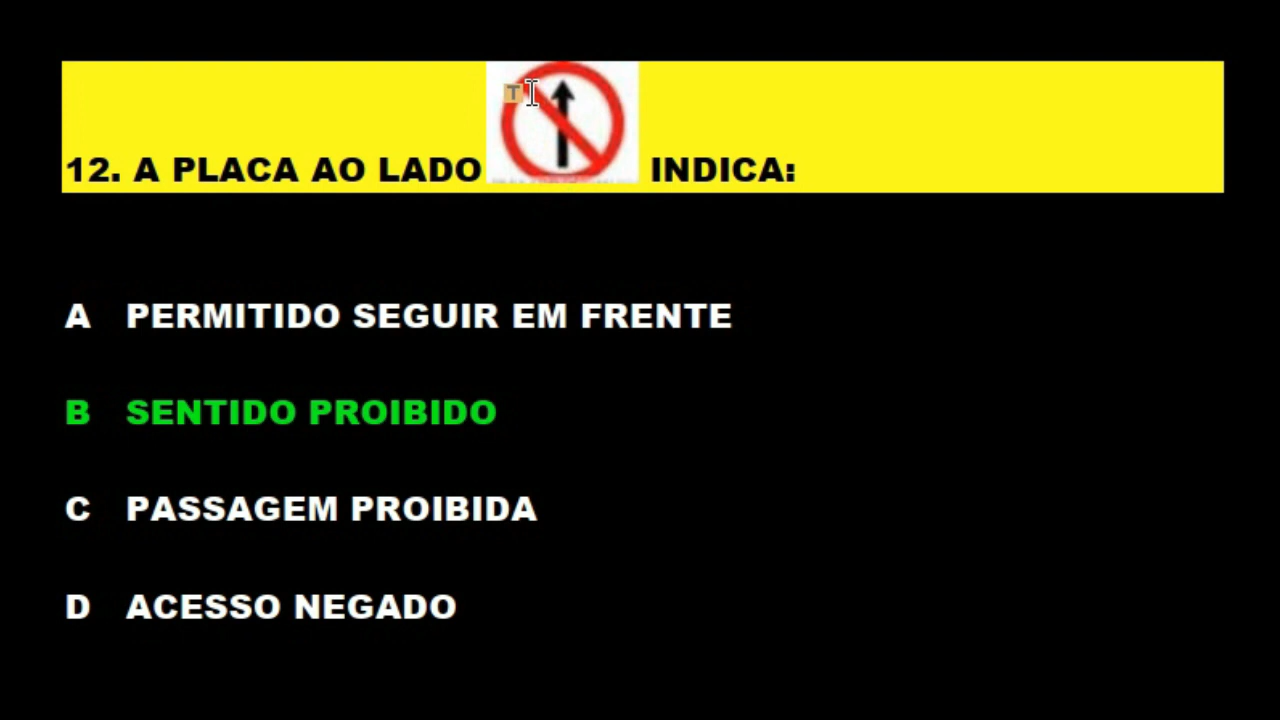 12. A PLACA AO LADO INDICA:
A PERMITIDO SEGUIR EM FRENTE
B SENTIDO PROIBIDO
C PASSAGEM PROIBIDA
D ACESSO NEGADO